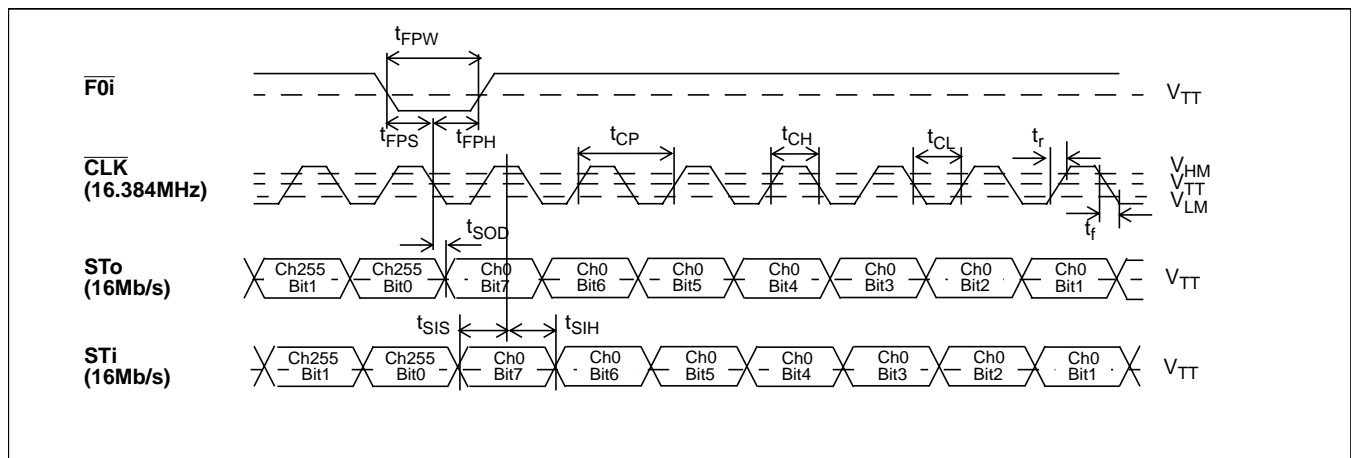 tFPW
F0i
VTT
tFPS tFPH tCP tCH tCL tr
CLK
(16.384MHz)
VHM
VTT
VLM
tSOD tf
STo
(16Mb/s)
Ch255 Bit1 Ch255 Bit0 Ch0 Bit7 Ch0 Bit6 Ch0 Bit5 Ch0 Bit4 Ch0 Bit3 Ch0 Bit2 Ch0 Bit1 VTT
tSIS tSIH
STi
(16Mb/s)
Ch255 Bit1 Ch255 Bit0 Ch0 Bit7 Ch0 Bit6 Ch0 Bit5 Ch0 Bit4 Ch0 Bit3 Ch0 Bit2 Ch0 Bit1 VTT